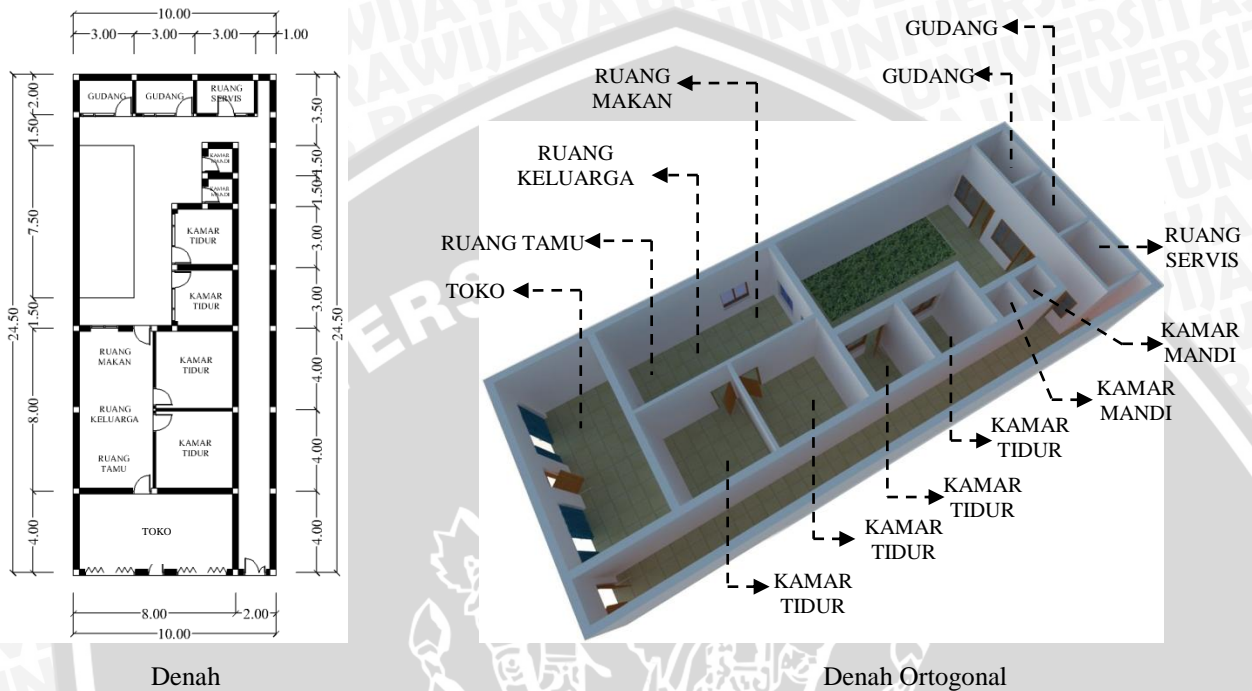 10.00
3.00
3.00
3.00
1.00
GUDANG
GUDANG
RUANG
SERVIS
KAMAR
MANDI
KAMAR
MANDI
KAMAR
TIDUR
KAMAR
TIDUR
RUANG
MAKAN
KAMAR
TIDUR
RUANG
KELUARGA
KAMAR
TIDUR
RUANG
TAMU
TOKO
24.50
2.00
1.50
7.50
1.50
8.00
4.00
3.50
1.50
1.50
3.00
3.00
4.00
4.00
4.00
24.50
8.00
2.00
10.00
Denah
GUDANG
GUDANG
RUANG
MAKAN
RUANG
KELUARGA
RUANG TAMU
TOKO
RUANG
SERVIS
KAMAR
MANDI
KAMAR
MANDI
KAMAR
TIDUR
KAMAR
TIDUR
KAMAR
TIDUR
KAMAR
TIDUR
Denah Ortogonal